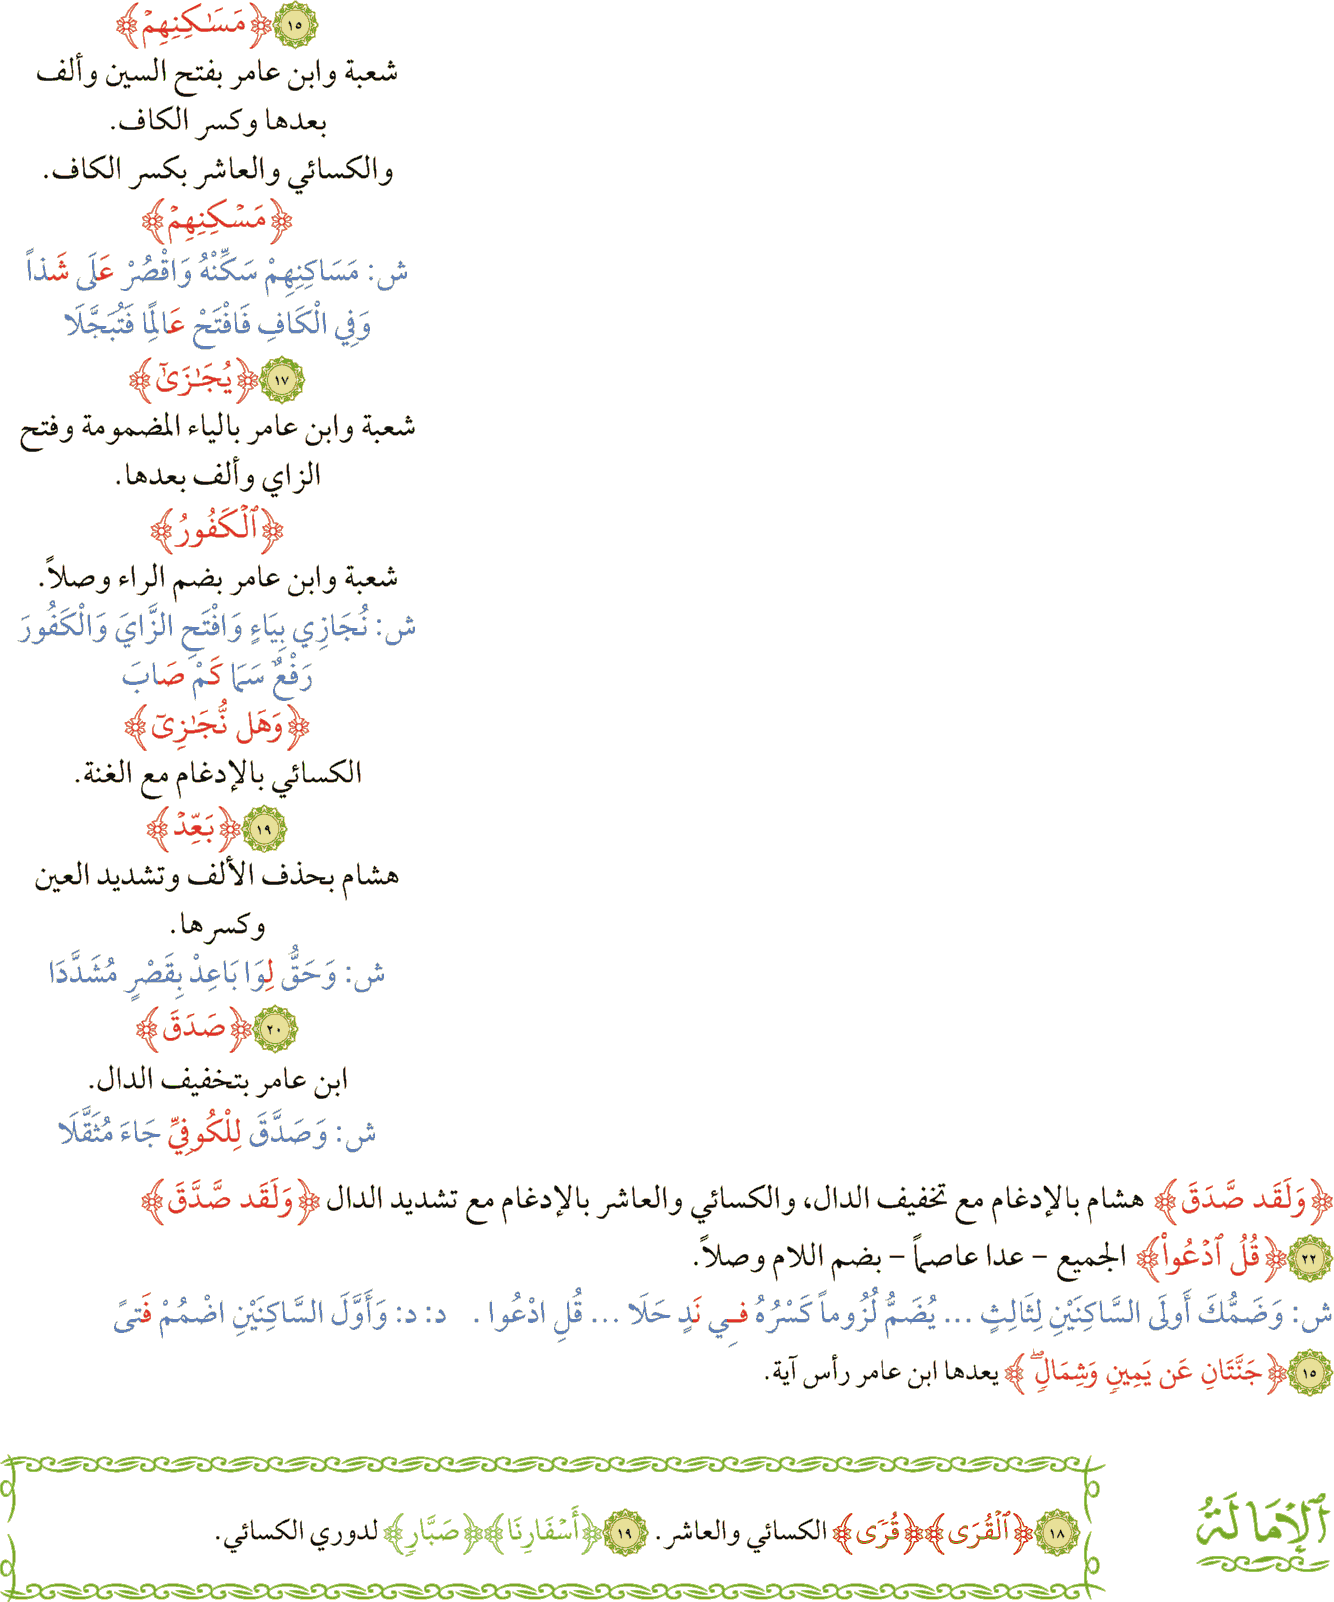 ١٥ ﴿مَسَٰكِنِهِمۡ﴾
شعبة وابن عامر بفتح السين وألف
بعدها وكسر الكاف.
والكسائي والعاشر بكسر الكاف.
﴿مَسۡكِنِهِمۡ﴾
ش: مَسَاكِنِهِمْ سَكِّنْهُ وَاقْصُرْ عَلَى شَذاً
وَفِي الْكَافِ فَافْتَحْ عَالِمًا فَتُبَجَّلَا
١٧ ﴿يُجَٰزَىٰٓ﴾
شعبة وابن عامر بالياء المضمومة وفتح
الزاي وألف بعدها.
﴿ٱلۡكَفُورُ﴾
شعبة وابن عامر بضم الراء وصلاً.
ش: نُجَازِي بِيَاءٍ وَافْتَحِ الزَّايَ وَالْكَفُورَ
رَفْعٌ سَمَا كَمْ صَابَ
﴿وَهَل نُّجَٰزِيٓ﴾
الكسائي بالإدغام مع الغنة.
١٩ ﴿بَعِّدۡ﴾
هشام بحذف الألف وتشديد العين
وكسرها.
ش: وَحَقُّ لِوَا بَاعِدْ بِقَصْرٍ مُشَدَّدَا
٢٠ ﴿صَدَقَ﴾
ابن عامر بتخفيف الدال.
ش: وَصَدَّقَ لِلْكُوفِيِّ جَاءَ مُثَقَّلَا
﴿وَلَقَد صَّدَقَ﴾ هشام بالإدغام مع تخفيف الدال، والكسائي والعاشر بالإدغام مع تشديد الدال ﴿وَلَقَد صَّدَّقَ﴾
٢٢ ﴿قُلُ ٱدۡعُواْ﴾ الجميع – عدا عاصماً – بضم اللام وصلاً.
ش: وَضَمُّكَ أَولَى السَّاكِنَيْنِ لِثَالِثٍ ... يُضَمُّ لُزُوماً كَسْرُهُ فِي نَدٍ حَلَا ... قُلِ ادْعُوا . د: د: وَأَوَّلَ السَّاكِنَيْنِ اضْمُمْ فَتىً
١٥ ﴿جَنَّتَانِ عَن يَمِينٖ وَشِمَالٖۖ﴾ يعدها ابن عامر رأس آية.
ٱلۡإِمَالَةُ
١٨ ﴿ٱلۡقُرَى﴾ ﴿قُرٗى﴾ الكسائي والعاشر. ١٩ ﴿أَسۡفَارِنَا﴾ ﴿صَبَّارٖ﴾ لدوري الكسائي.